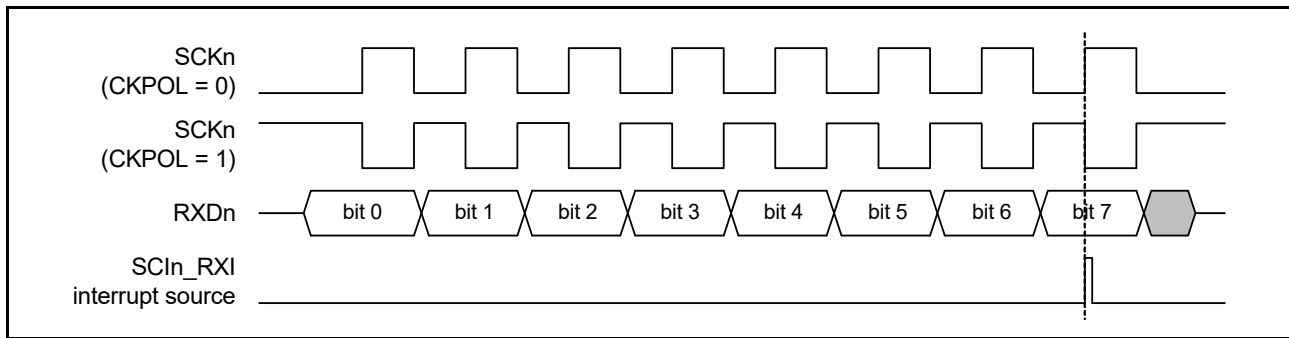 SCKn
(CKPOL = 0)
SCKn
(CKPOL = 1)
RXDn
bit 0 bit 1 bit 2 bit 3 bit 4 bit 5 bit 6 bit 7
SCIn_RXI
interrupt source